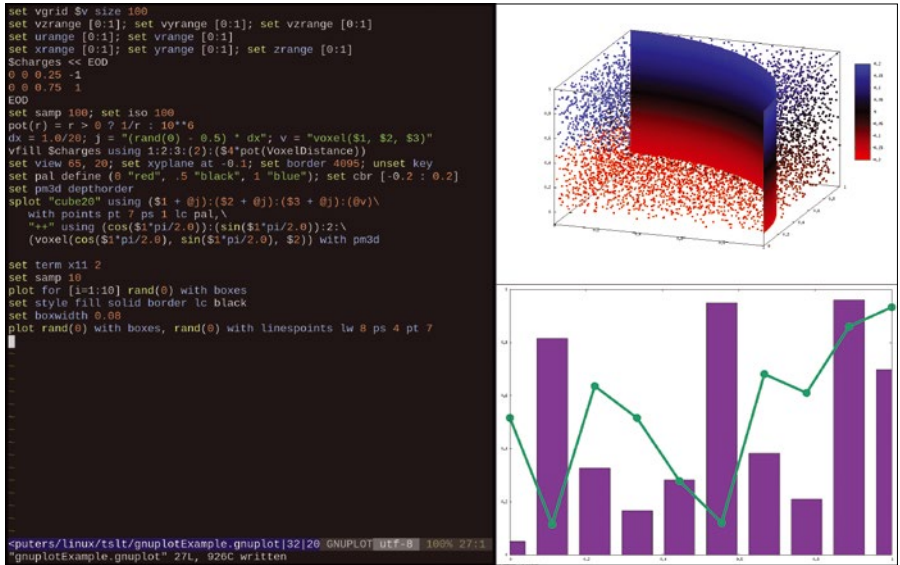 set vgrid $v size 100
set vzrange [0:1]; set vyrange [0:1]; set vzrange [0:1]
set urange [0:1]; set vrange [0:1]
set xrange [0:1]; set yrange [0:1]; set zrange [0:1]
$charges << EOD
0 0 0.25 -1
0 0 0.75  1
EOD
set samp 100; set iso 100
pot(r) = r > 0 ? 1/r : 10**6
dx = 1.0/20; j = "(rand(0) - 0.5) * dx"; v = "voxel($1, $2, $3)"
vfill $charges using 1:2:3:(2):($4*pot(VoxelDistance))
set view 65, 20; set xyplane at -0.1; set border 4095; unset key
set pal define (0 "red", .5 "black", 1 "blue"); set cbr [-0.2 : 0.2]
set pm3d depthorder
splot "cube20" using ($1 + @j):($2 + @j):($3 + @j):(@v)\
with points pt 7 ps 1 lc pal,\
"++" using (cos($1*pi/2.0)):(sin($1*pi/2.0)):2:\
(voxel(cos($1*pi/2.0), sin($1*pi/2.0), $2)) with pm3d
set term x11 2
set samp 10
plot for [i=1:10] rand(0) with boxes
set style fill solid border lc black
set boxwidth 0.08
plot rand(0) with boxes, rand(0) with linespoints lw 8 ps 4 pt 7
<puters/linux/tslt/gnuplotExample.gnuplot|32|20 GNUPLOT utf-8 100% 27:1
"gnuplotExample.gnuplot" 27L, 926C written